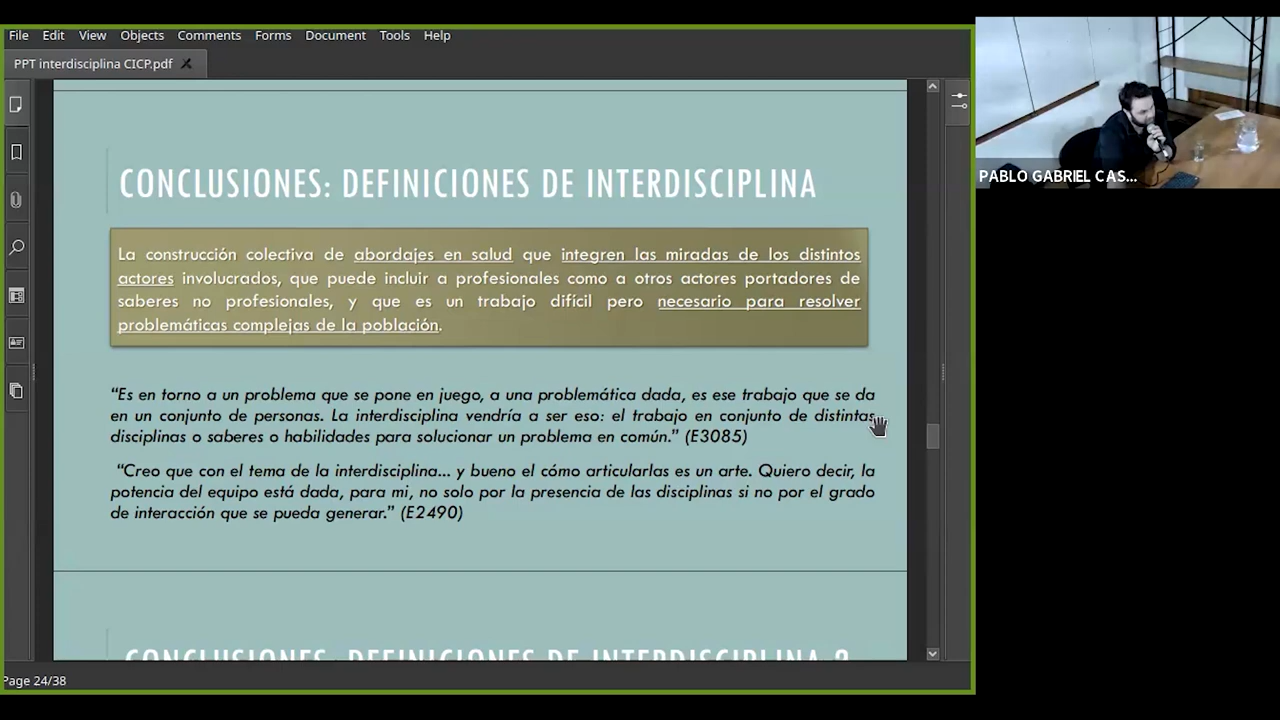 File Edit View Objects Comments Forms Document Tools Help
PPT interdisciplina CICP.pdf
CONCLUSIONES: DEFINICIONES DE INTERDISCIPLINA
La construcción colectiva de abordajes en salud que integren las miradas de los distintos
actores involucrados, que puede incluir a profesionales como a otros actores portadores de
saberes no profesionales, y que es un trabajo difícil pero necesario para resolver
problemáticas complejas de la población.
“Es en torno a un problema que se pone en juego, a una problemática dada, es ese trabajo que se da
en un conjunto de personas. La interdisciplina vendría a ser eso: el trabajo en conjunto de distintas
disciplinas o saberes o habilidades para solucionar un problema en común.” (E3085)
“Creo que con el tema de la interdisciplina... y bueno el cómo articularlas es un arte. Quiero decir, la
potencia del equipo está dada, para mi, no solo por la presencia de las disciplinas si no por el grado
de interacción que se pueda generar.” (E2490)
CONCLUSIONES: DEFINICIONES DE INTERDISCIPLINA 2
Page 24/38
PABLO GABRIEL CAS...